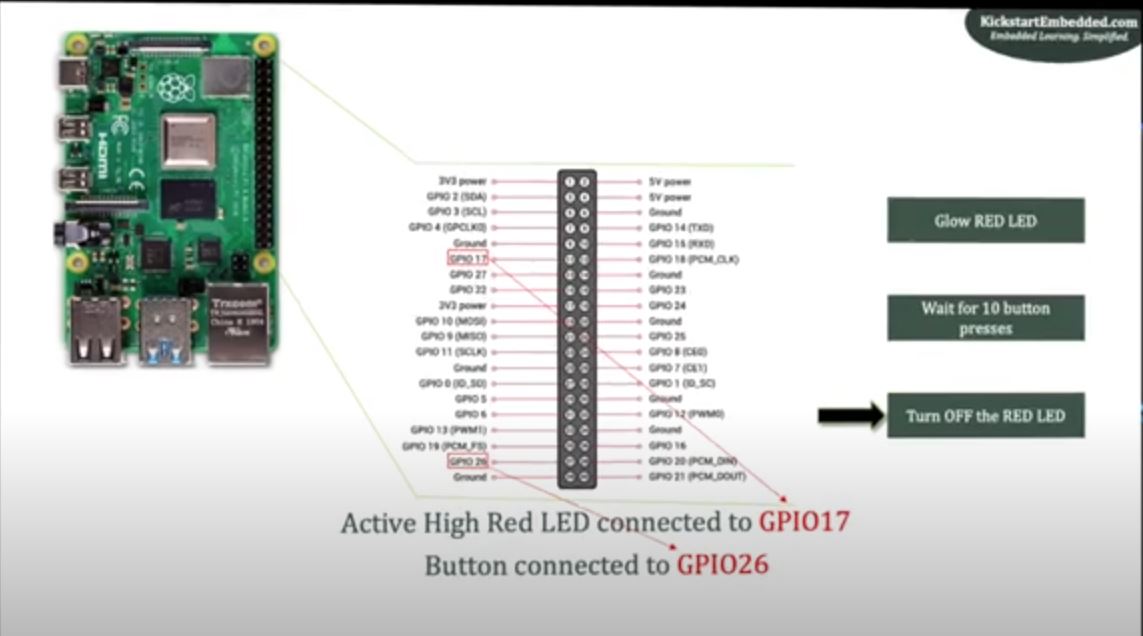 KickstartEmbedded.com
Embedded Learning. Simplified.
HDMI
FC CE
Trxcom
China
3V3 power 1 2 5V power
GPIO 2 (SDA) 5V power
GPIO 3 (SCL) Ground
GPIO 4 (GPCLK0) GPIO 14 (TXD)
Ground GPIO 15 (RXD)
GPIO 17 GPIO 18 (PCM_CLK)
GPIO 27 Ground
GPIO 22 GPIO 23
3V3 power GPIO 24
GPIO 10 (MOSI) Ground
GPIO 9 (MISO) GPIO 25
GPIO 11 (SCLK) GPIO 8 (CE0)
Ground GPIO 7 (CE1)
GPIO 0 (ID_SD) GPIO 1 (ID_SC)
GPIO 5 Ground
GPIO 6 GPIO 12 (PWM0)
GPIO 13 (PWM1) Ground
GPIO 19 (PCM_FS) GPIO 16
GPIO 26 GPIO 20 (PCM_DIN)
Ground GPIO 21 (PCM_DOUT)
Glow RED LED
Wait for 10 button
presses
Turn OFF the RED LED
Active High Red LED connected to GPIO17
Button connected to GPIO26